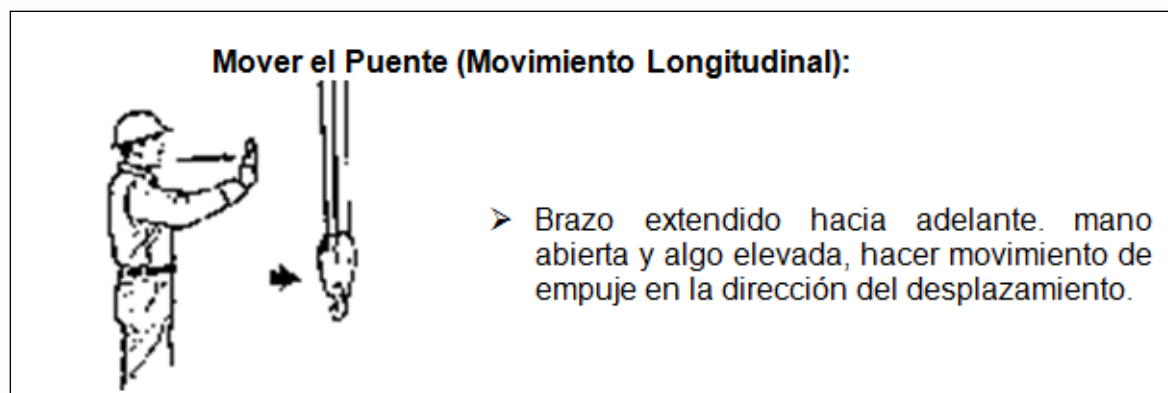 Mover el Puente (Movimiento Longitudinal):
➢ Brazo extendido hacia adelante. mano
abierta y algo elevada, hacer movimiento de
empuje en la dirección del desplazamiento.